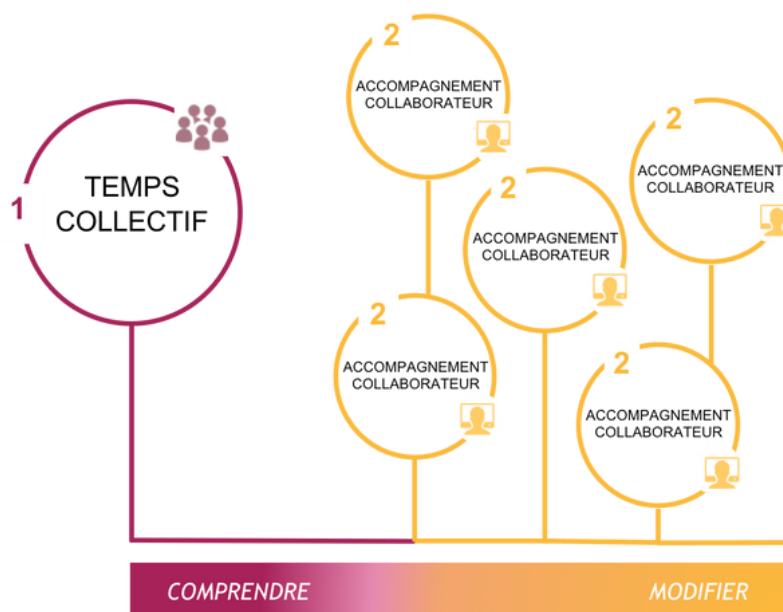 1
TEMPS
COLLECTIF
2
ACCOMPAGNEMENT
COLLABORATEUR
2
ACCOMPAGNEMENT
COLLABORATEUR
2
ACCOMPAGNEMENT
COLLABORATEUR
2
ACCOMPAGNEMENT
COLLABORATEUR
2
ACCOMPAGNEMENT
COLLABORATEUR
COMPRENDRE
MODIFIER